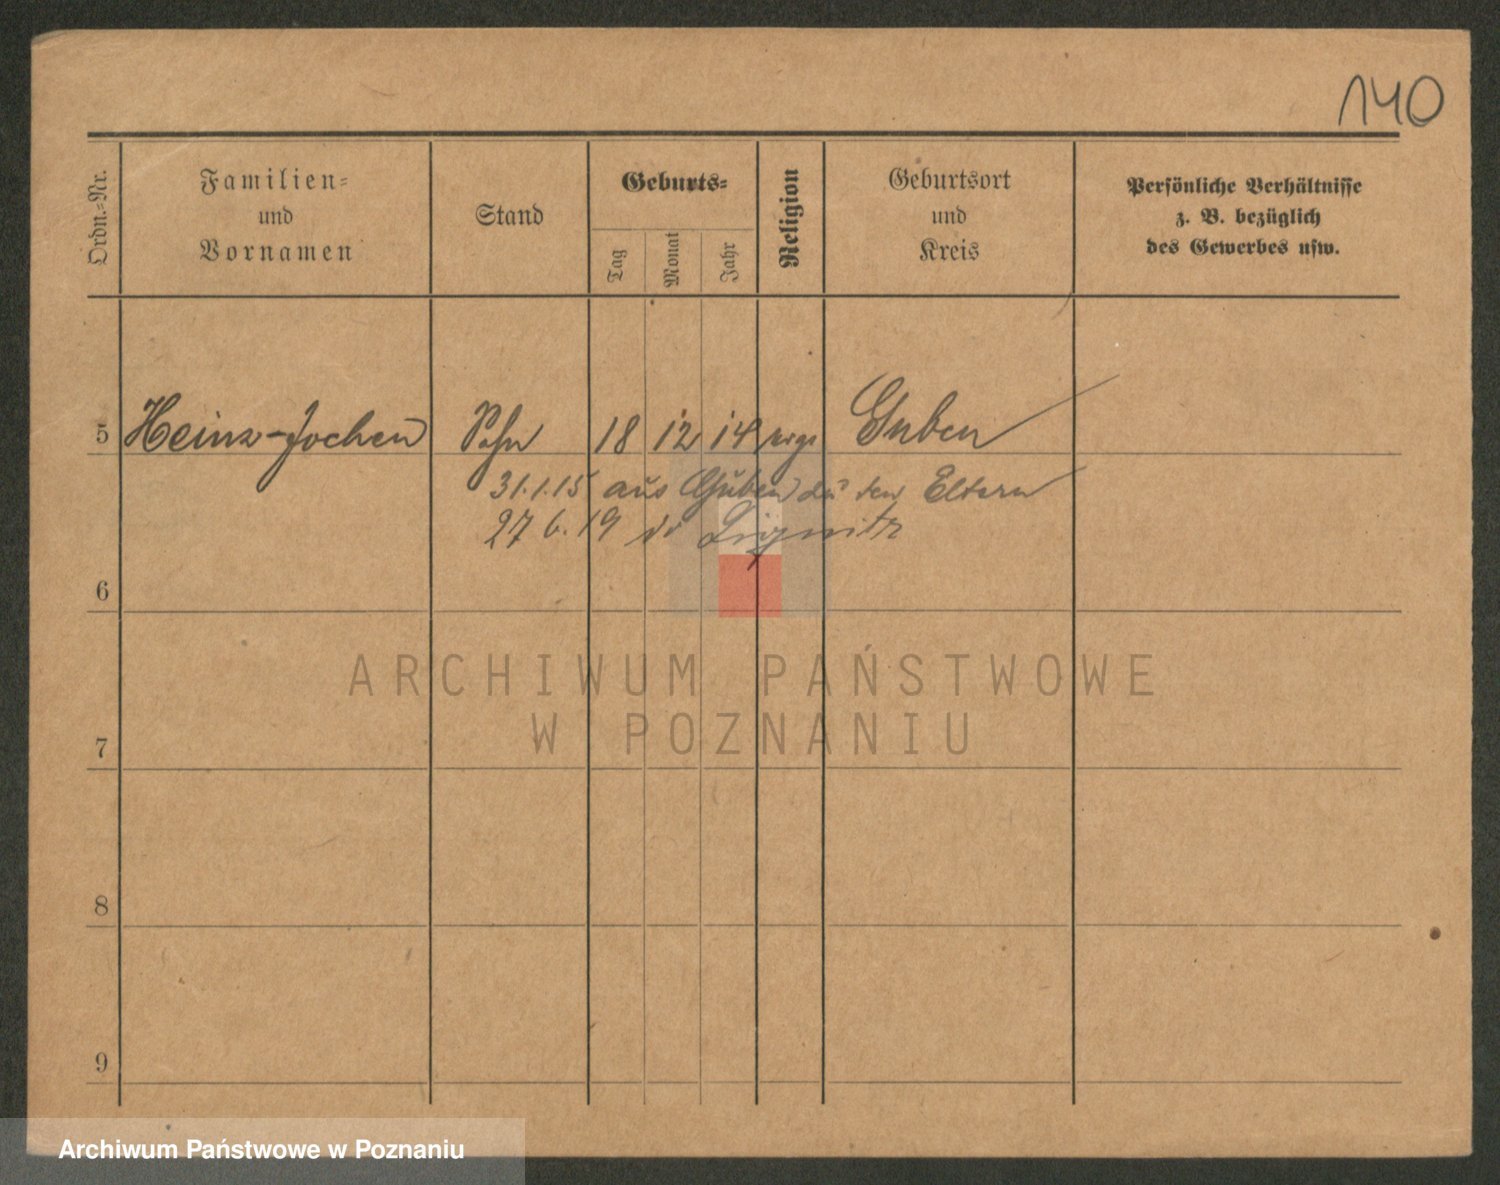 140
Ordn.-Nr.
Familien-
und
Vornamen
Stand
Geburts-
Tag
Monat
Jahr
Religion
Geburtsort
und
Kreis
Persönliche Verhältnisse
z. B. bezüglich
des Gewerbes usw.
5 Heinz-Jochen Sohn 18 12 14 Guben
31.1.15 aus Guben zu den Eltern
27 6. 19 Liegnitz
6
ARCHIWUM PAŃSTWOWE
W POZNANIU
7
8
9
Archiwum Państwowe w Poznaniu